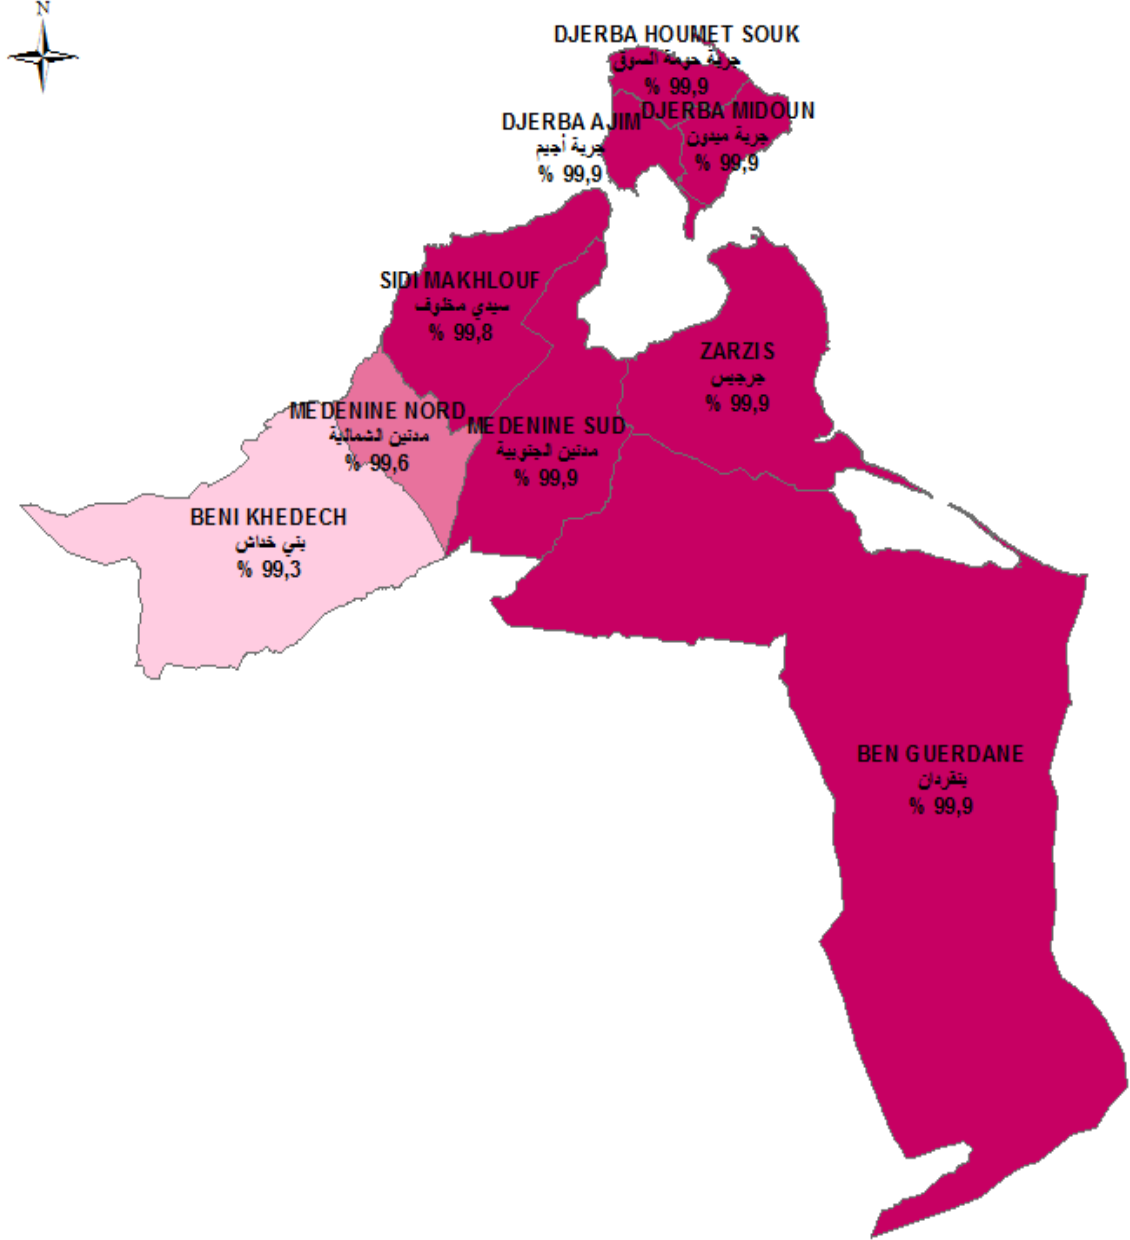 N
DJERBA HOUMET SOUK
جربة حومة السوق
% 99,9
DJERBA MIDOUN
جربة ميدون
% 99,9
DJERBA AJIM
جربة أجيم
% 99,9
SIDI MAKHLOUF
سيدي مخلوف
% 99,8
ZARZIS
جرجيس
% 99,9
MEDENINE NORD
مدنين الشمالية
% 99,6
MEDENINE SUD
مدنين الجنوبية
% 99,9
BENI KHEDECH
بني خداش
% 99,3
BEN GUERDANE
بنقردان
% 99,9